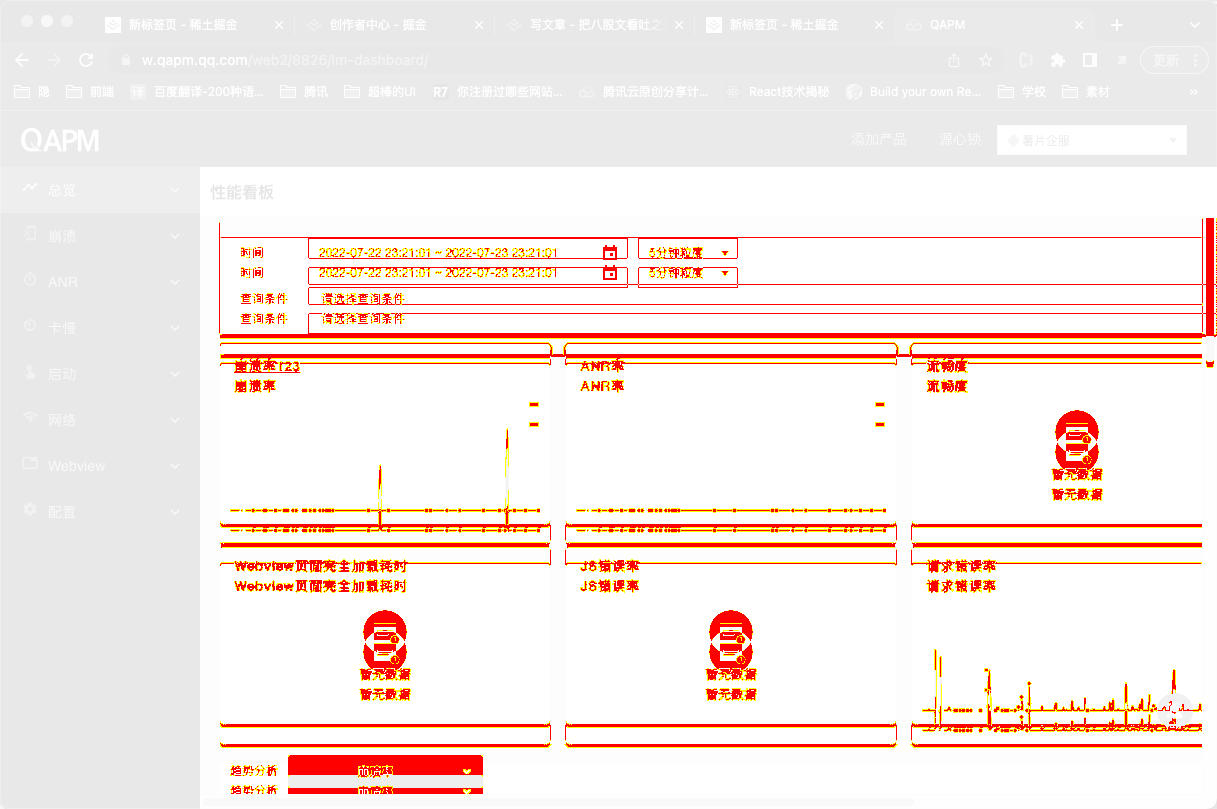 新标签页 - 稀土掘金
创作者中心 - 掘金
写文章 - 把八股文看吐之
新标签页 - 稀土掘金
QAPM
w.qapm.qq.com/web2/8826/lm-dashboard/
更新
隐
前端
百度翻译-200种语...
腾讯
超棒的UI
R7 你注册过哪些网站...
腾讯云原创分享计...
React技术揭秘
Build your own Re...
学校
素材
»
QAPM
添加产品
源心锁
薯片企服
总览
崩溃
ANR
卡慢
启动
网络
Webview
配置
性能看板
时间
2022-07-22 23:21:01 ~ 2022-07-23 23:21:01
5分钟粒度
时间
2022-07-22 23:21:01 ~ 2022-07-23 23:21:01
5分钟粒度
查询条件
请选择查询条件
查询条件
请选择查询条件
崩溃率123
崩溃率
ANR率
ANR率
流畅度
流畅度
暂无数据
暂无数据
Webview页面完全加载耗时
Webview页面完全加载耗时
JS错误率
JS错误率
请求错误率
请求错误率
暂无数据
暂无数据
暂无数据
暂无数据
趋势分析
崩溃率
趋势分析
崩溃率